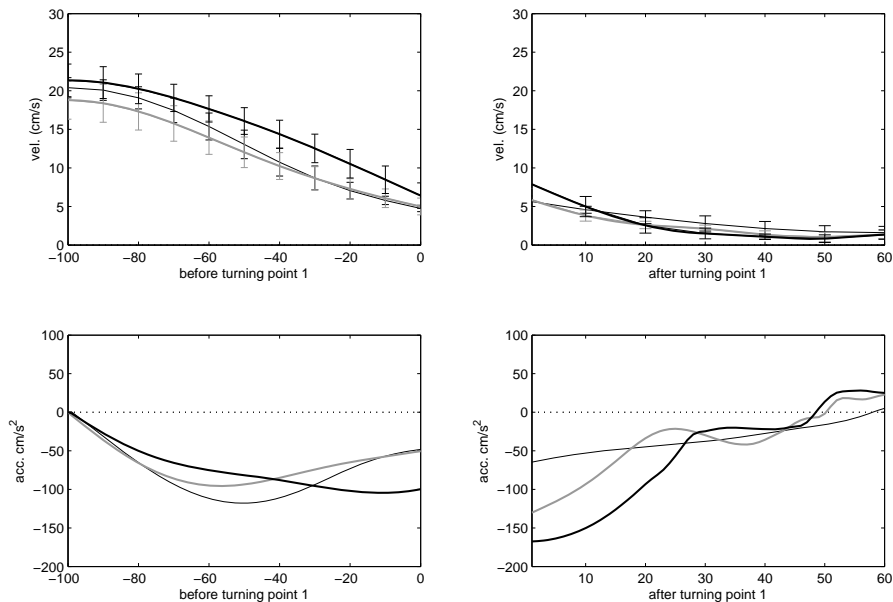 30
25
20
15
10
5
0
vel. (cm/s)
−100 −80 −60 −40 −20 0
before turning point 1
30
25
20
15
10
5
0
vel. (cm/s)
10 20 30 40 50 60
after turning point 1
100
50
0
−50
−100
−150
−200
acc. cm/s²
−100 −80 −60 −40 −20 0
before turning point 1
100
50
0
−50
−100
−150
−200
acc. cm/s²
10 20 30 40 50 60
after turning point 1